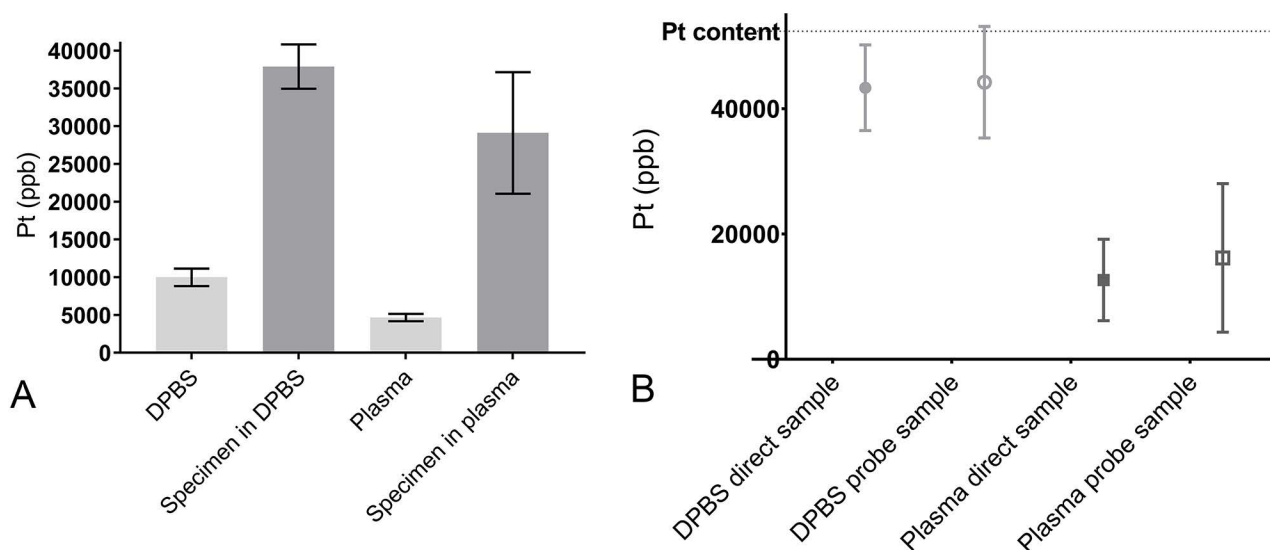 Pt (ppb)
40000
35000
30000
25000
20000
15000
10000
5000
0
DPBS
Specimen in DPBS
Plasma
Specimen in plasma
A
Pt (ppb)
Pt content
40000
20000
0
DPBS direct sample
DPBS probe sample
Plasma direct sample
Plasma probe sample
B